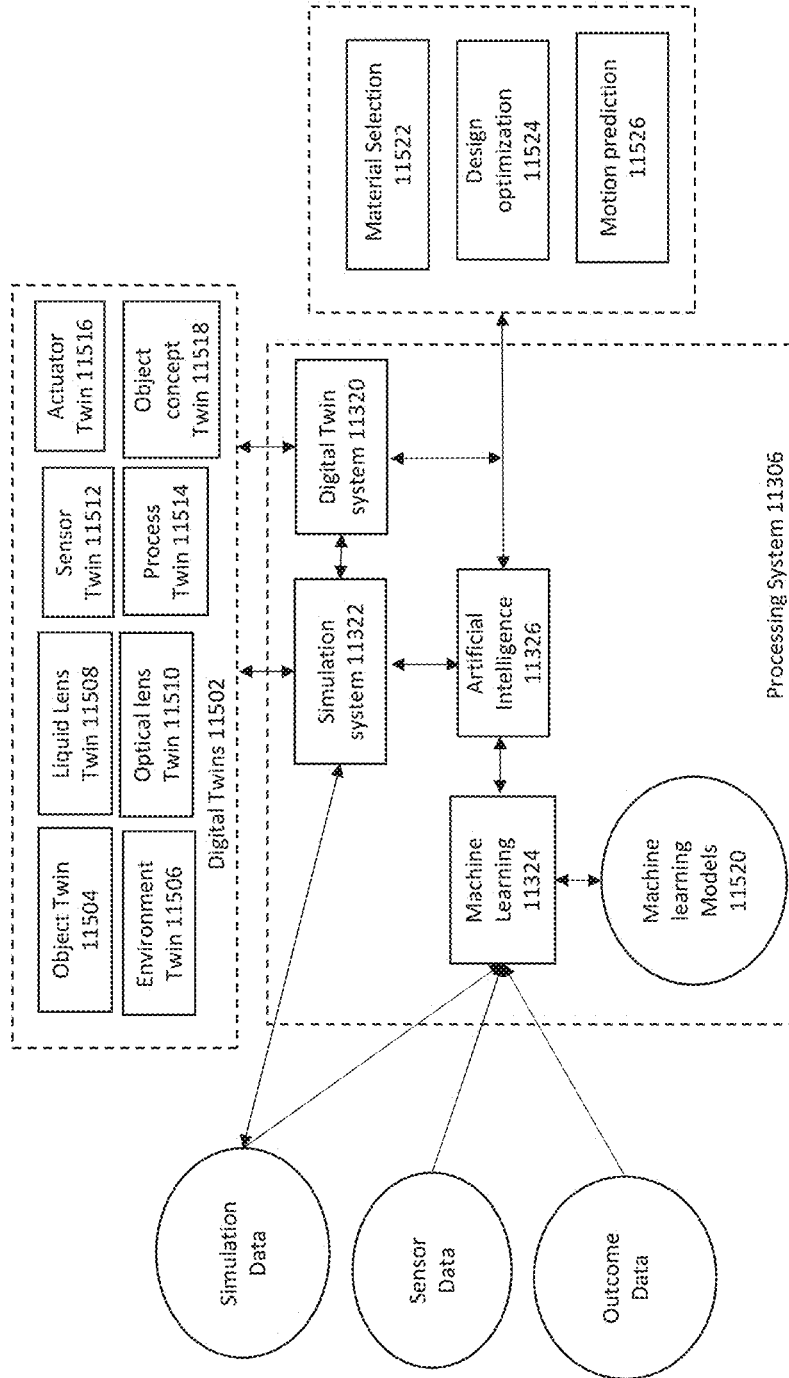 Object Twin
11504
Liquid Lens
Twin 11508
Sensor
Twin 11512
Actuator
Twin 11516
Environment
Twin 11506
Optical lens
Twin 11510
Process
Twin 11514
Object
concept
Twin 11518
Digital Twins 11502
Simulation
Data
Sensor
Data
Outcome
Data
Simulation
system 11322
Digital Twin
system 11320
Machine
Learning
11324
Artificial
Intelligence
11326
Machine
learning
Models
11520
Processing System 11306
Material Selection
11522
Design
optimization
11524
Motion prediction
11526